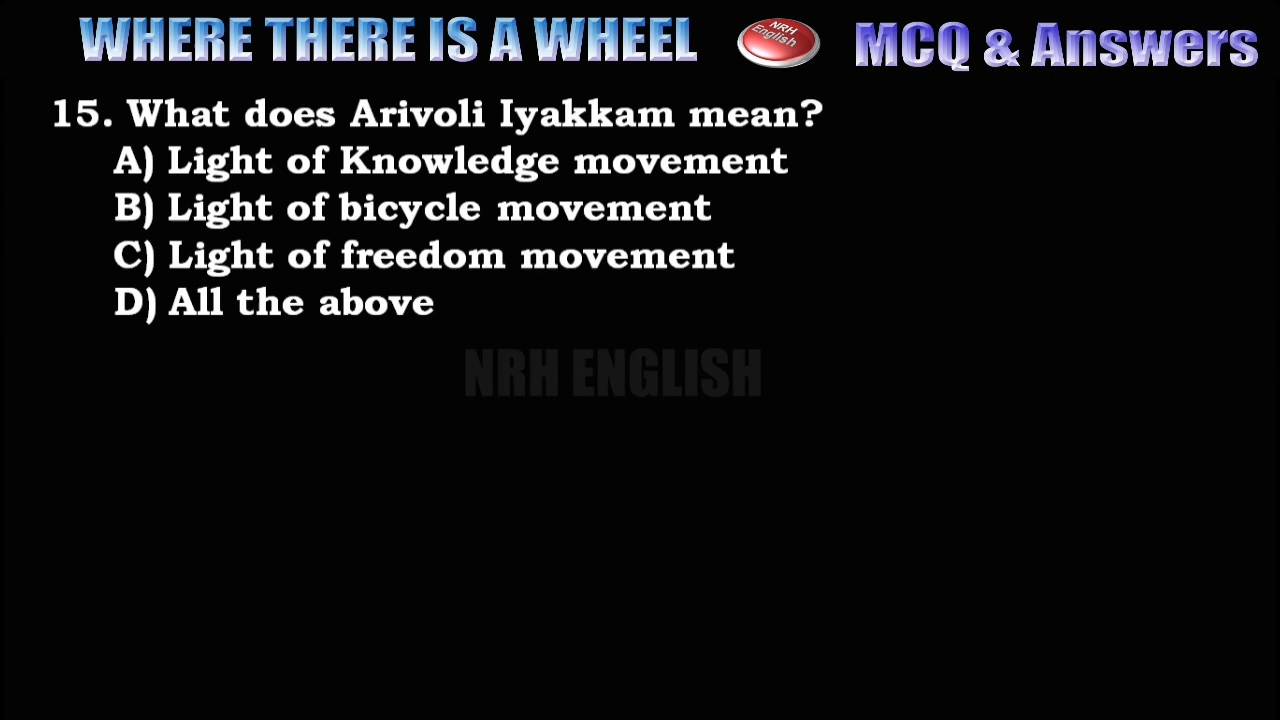 WHERE THERE IS A WHEEL
NRH
English
MCQ & Answers
15. What does Arivoli Iyakkam mean?
A) Light of Knowledge movement
B) Light of bicycle movement
C) Light of freedom movement
D) All the above
NRH ENGLISH